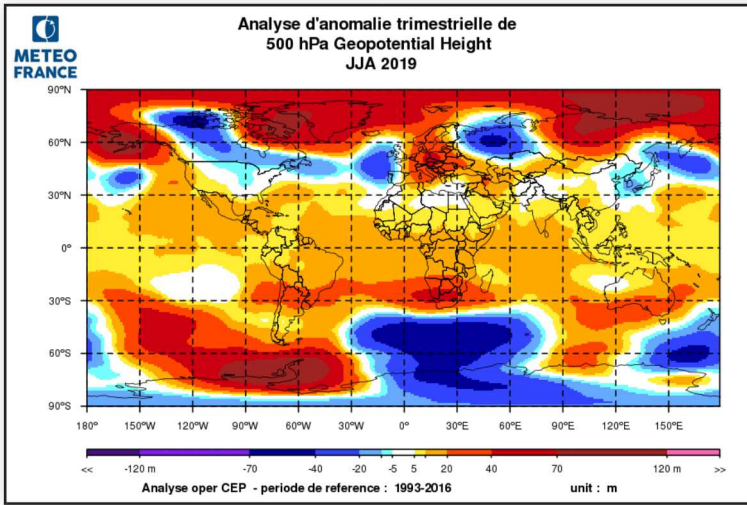 METEO
FRANCE
Analyse d'anomalie trimestrielle de
500 hPa Geopotential Height
JJA 2019
90°N
60°N
30°N
0°
30°S
60°S
90°S
180° 150°W 120°W 90°W 60°W 30°W 0° 30°E 60°E 90°E 120°E 150°E
<< -120 m -70 -40 -20 -5 5 20 40 70 120 m >>
Analyse oper CEP - periode de reference : 1993-2016 unit : m